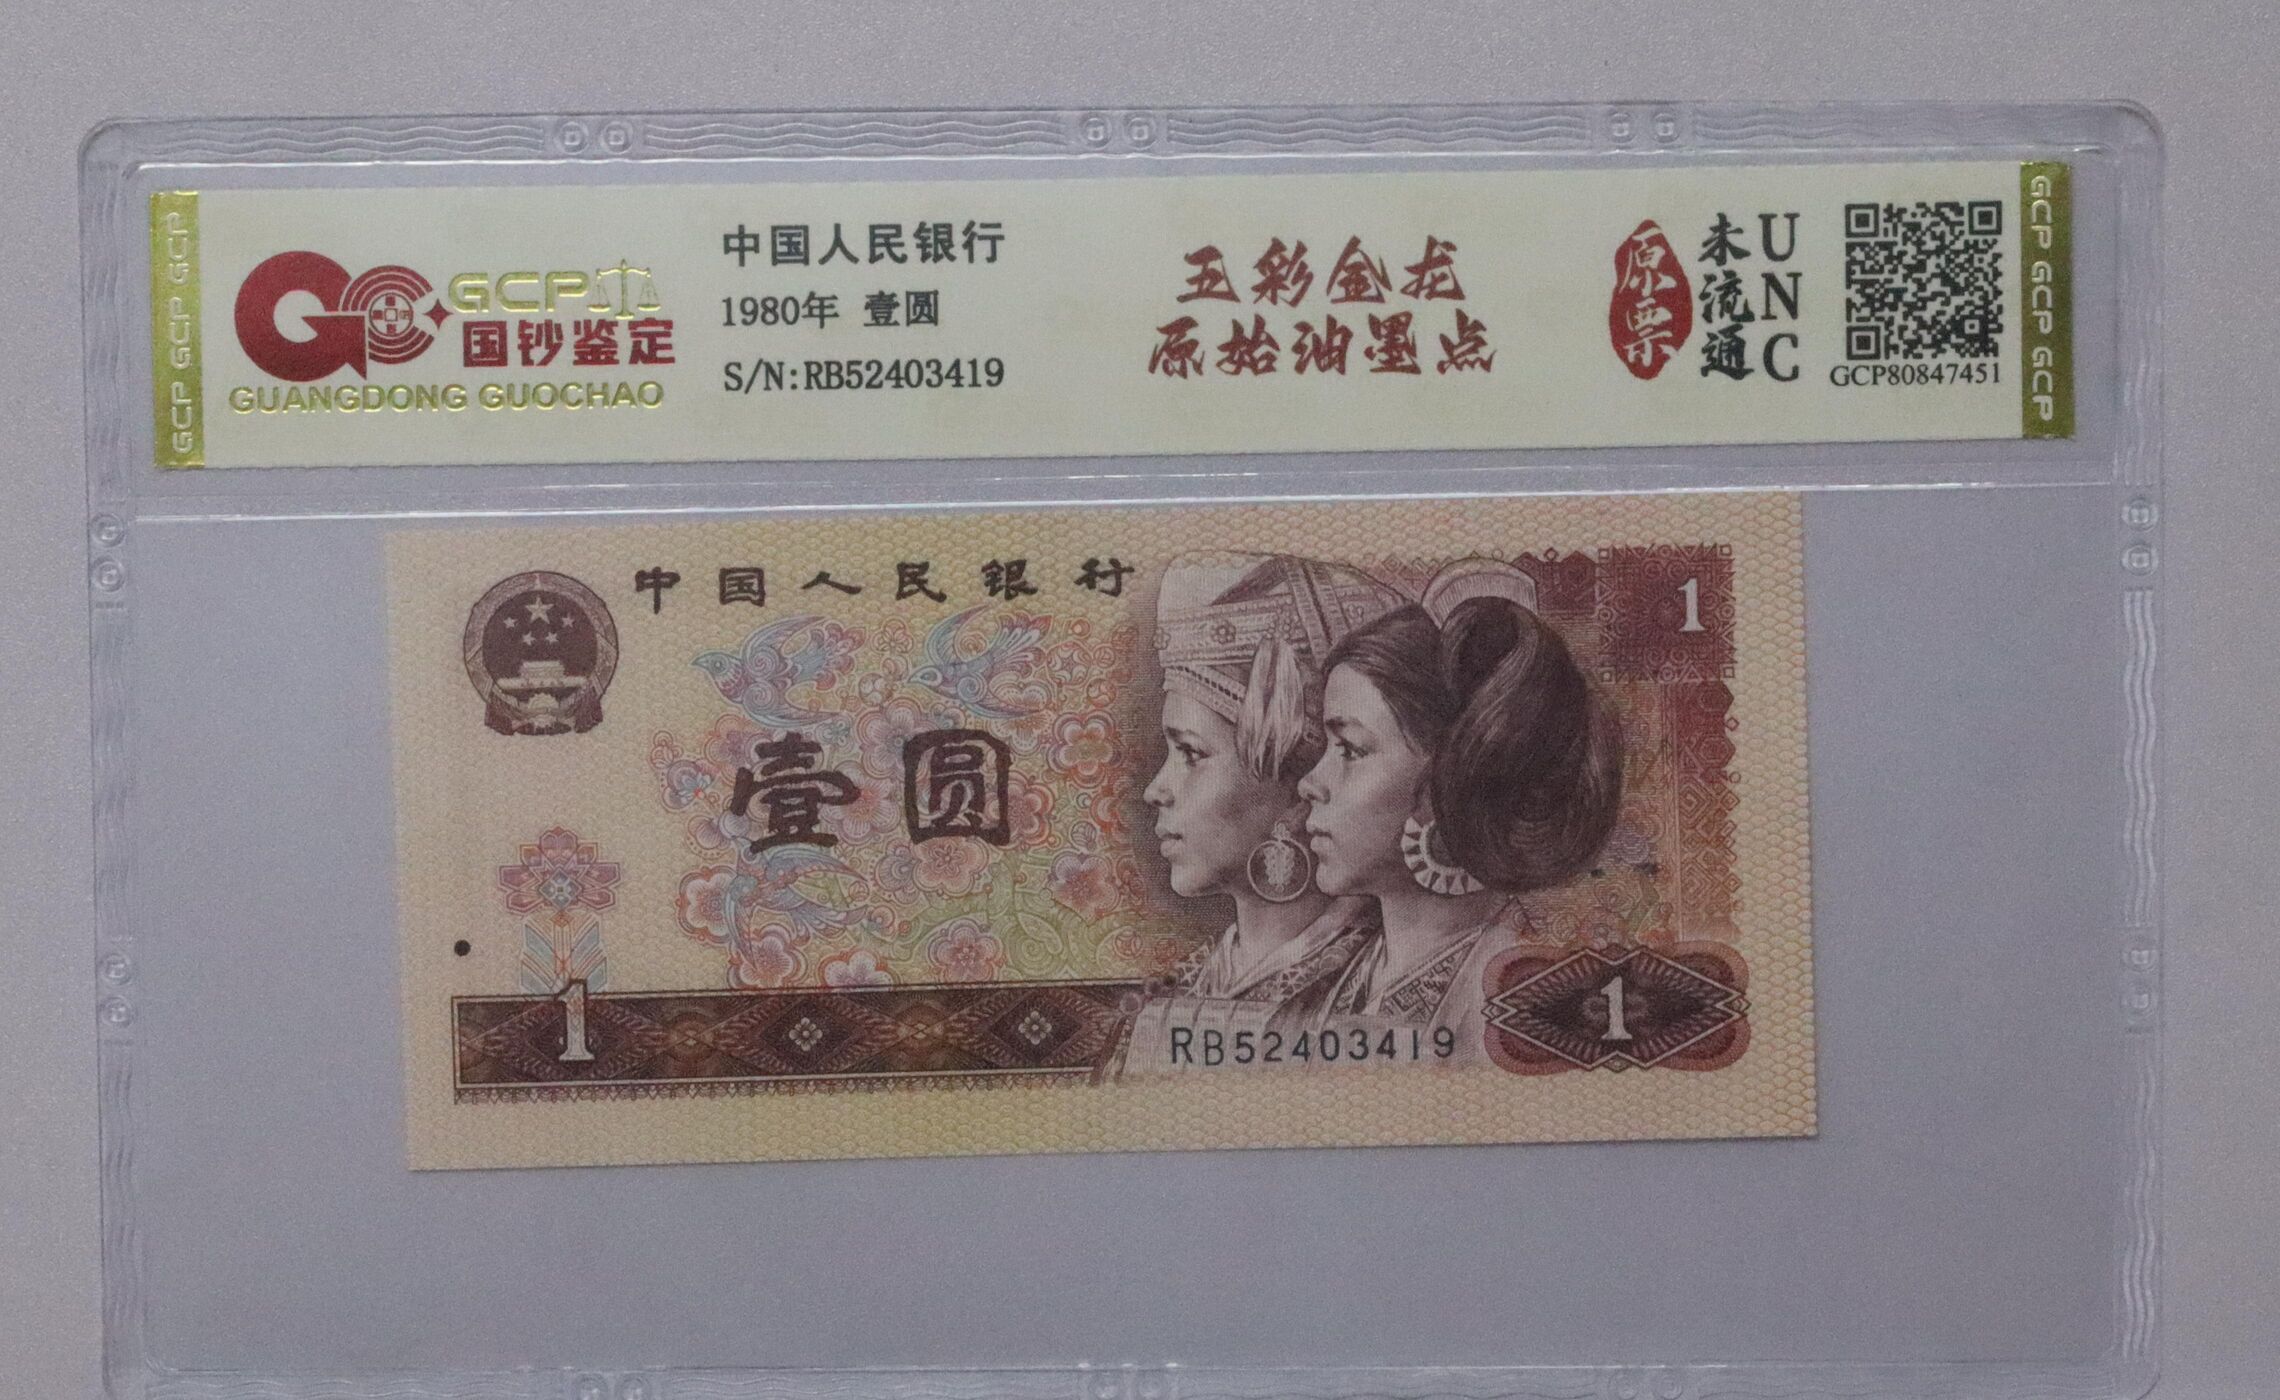 GCP GCP GCP
GCP
国钞鉴定
GUANGDONG GUOCHAO
中国人民银行
1980年 壹圆
S/N:RB52403419
五彩金龙
原始油墨点
原票
未流通
UNC
GCP80847451
GCP GCP GCP
中国人民银行
1
壹圆
1
RB52403419
1